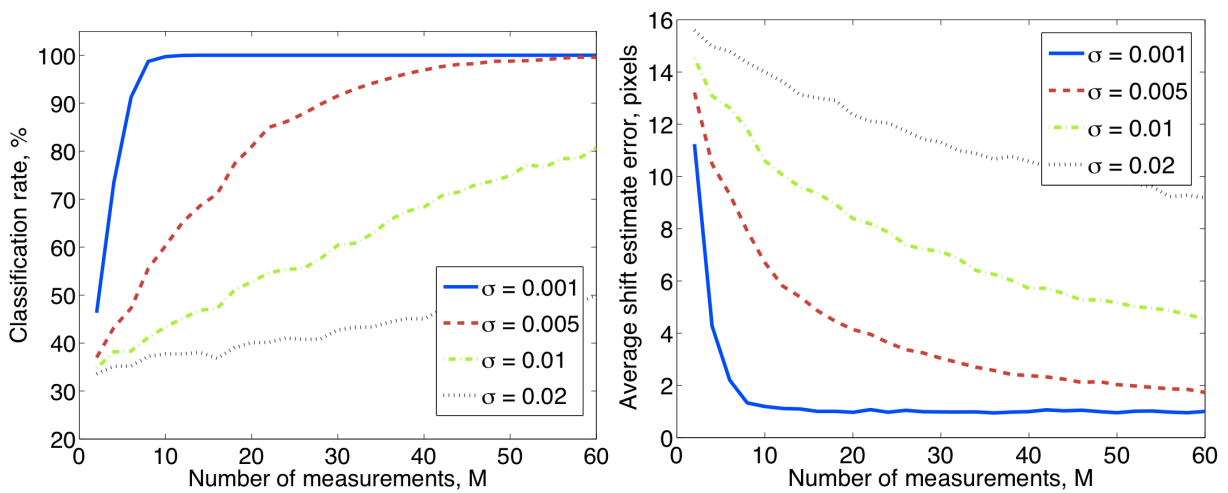 Classification rate, %
100
90
80
70
60
50
40
30
20
0
10
20
30
40
50
60
Number of measurements, M
σ = 0.001
σ = 0.005
σ = 0.01
σ = 0.02
Average shift estimate error, pixels
16
14
12
10
8
6
4
2
0
0
10
20
30
40
50
60
Number of measurements, M
σ = 0.001
σ = 0.005
σ = 0.01
σ = 0.02